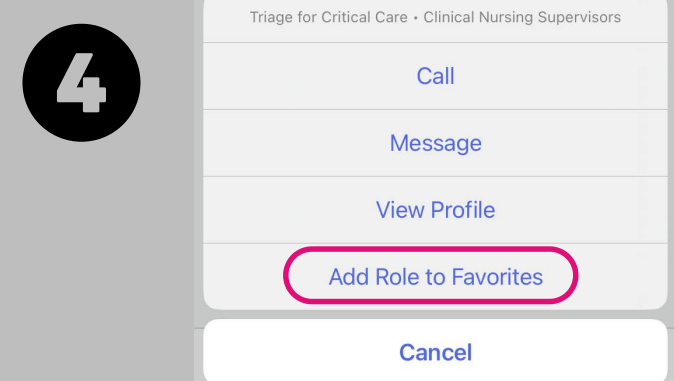 4
Triage for Critical Care • Clinical Nursing Supervisors
Call
Message
View Profile
Add Role to Favorites
Cancel